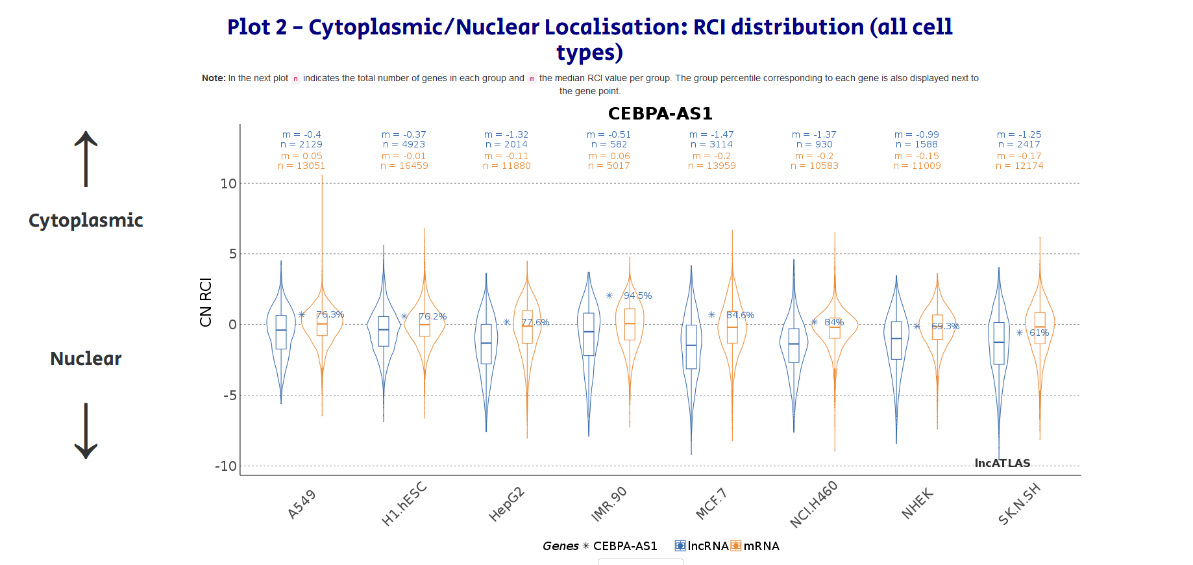 Plot 2 – Cytoplasmic/Nuclear Localisation: RCI distribution (all cell
types)
Note: In the next plot n indicates the total number of genes in each group and m the median RCI value per group. The group percentile corresponding to each gene is also displayed next to
the gene point.
CEBPA-AS1
m = -0.4 m = -0.37 m = -1.32 m = -0.51 m = -1.47 m = -1.37 m = -0.99 m = -1.25
n = 2129 n = 4923 n = 2014 n = 582 n = 3114 n = 930 n = 1588 n = 2417
m = 0.05 m = -0.01 m = -0.11 m = 0.06 m = -0.2 m = -0.2 m = -0.15 m = -0.17
n = 13051 n = 16459 n = 11880 n = 5017 n = 13959 n = 10583 n = 11009 n = 12174
Cytoplasmic
Nuclear
CN RCI
10
5
0
-5
-10
76.3% 76.2% 77.6% 94.5% 84.6% 84% 69.3% 61%
lncATLAS
A549 H1.hESC HepG2 IMR.90 MCF.7 NCI.H460 NHEK SK.N.SH
Genes * CEBPA-AS1 lncRNA mRNA